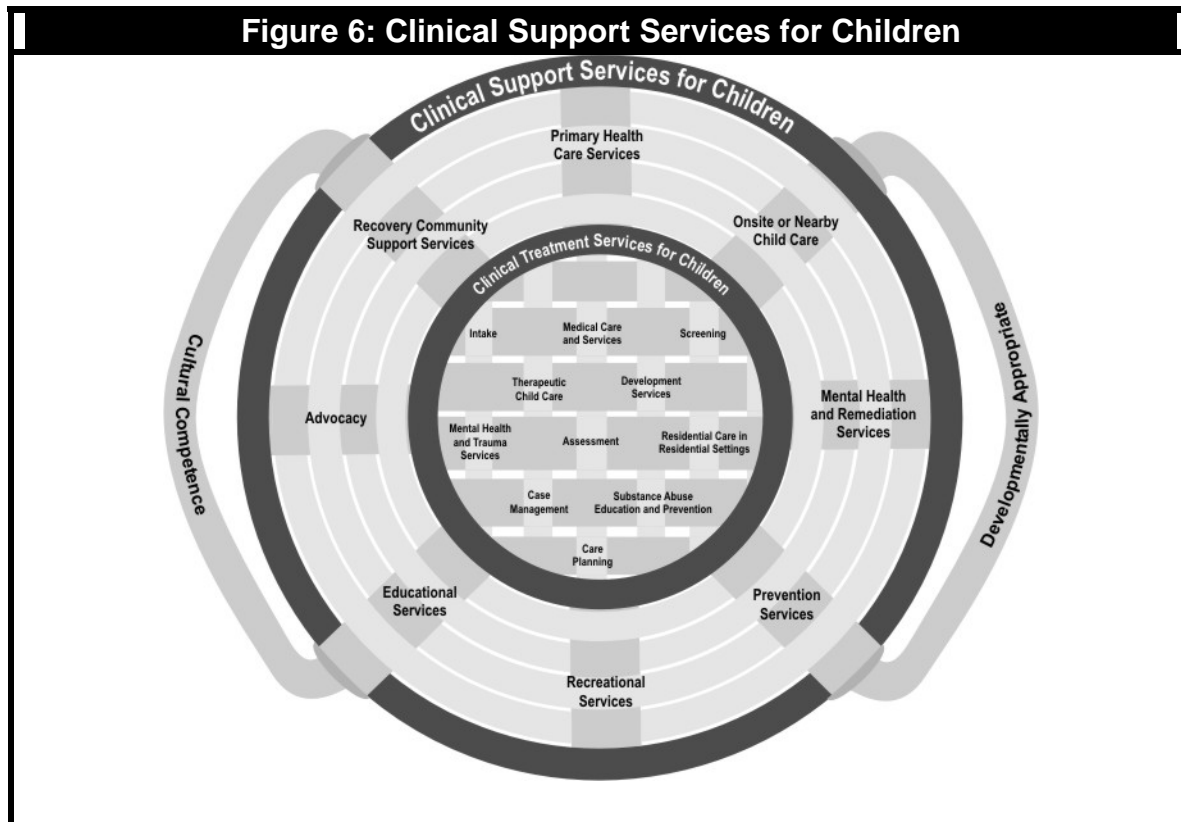 Figure 6: Clinical Support Services for Children
Clinical Support Services for Children
Primary Health
Care Services
Recovery Community
Support Services
Onsite or Nearby
Child Care
Clinical Treatment Services for Children
Intake
Medical Care
and Services
Screening
Therapeutic
Child Care
Development
Services
Cultural Competence
Developmentally Appropriate
Advocacy
Mental Health
and Remediation
Services
Mental Health
and Trauma
Services
Assessment
Residential Care in
Residential Settings
Case
Management
Substance Abuse
Education and Prevention
Care
Planning
Educational
Services
Prevention
Services
Recreational
Services